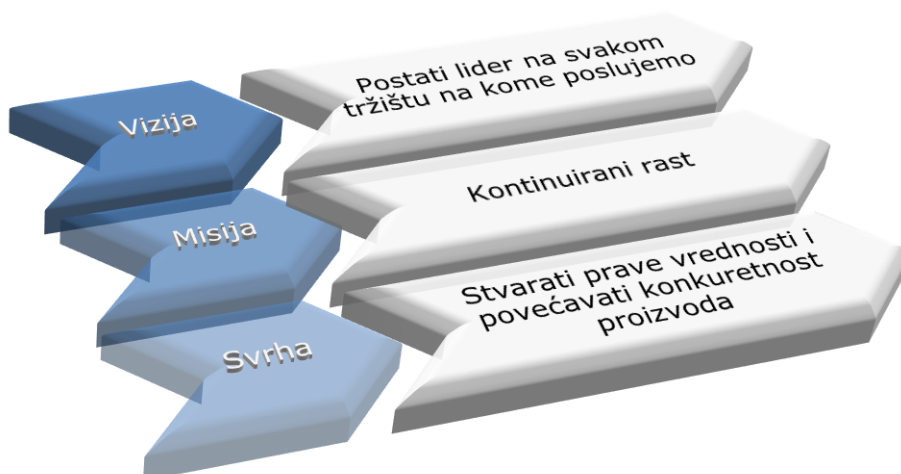 Vizija
Postati lider na svakom
tržištu na kome poslujemo
Misija
Kontinuirani rast
Svrha
Stvarati prave vrednosti i
povećavati konkuretnost
proizvoda